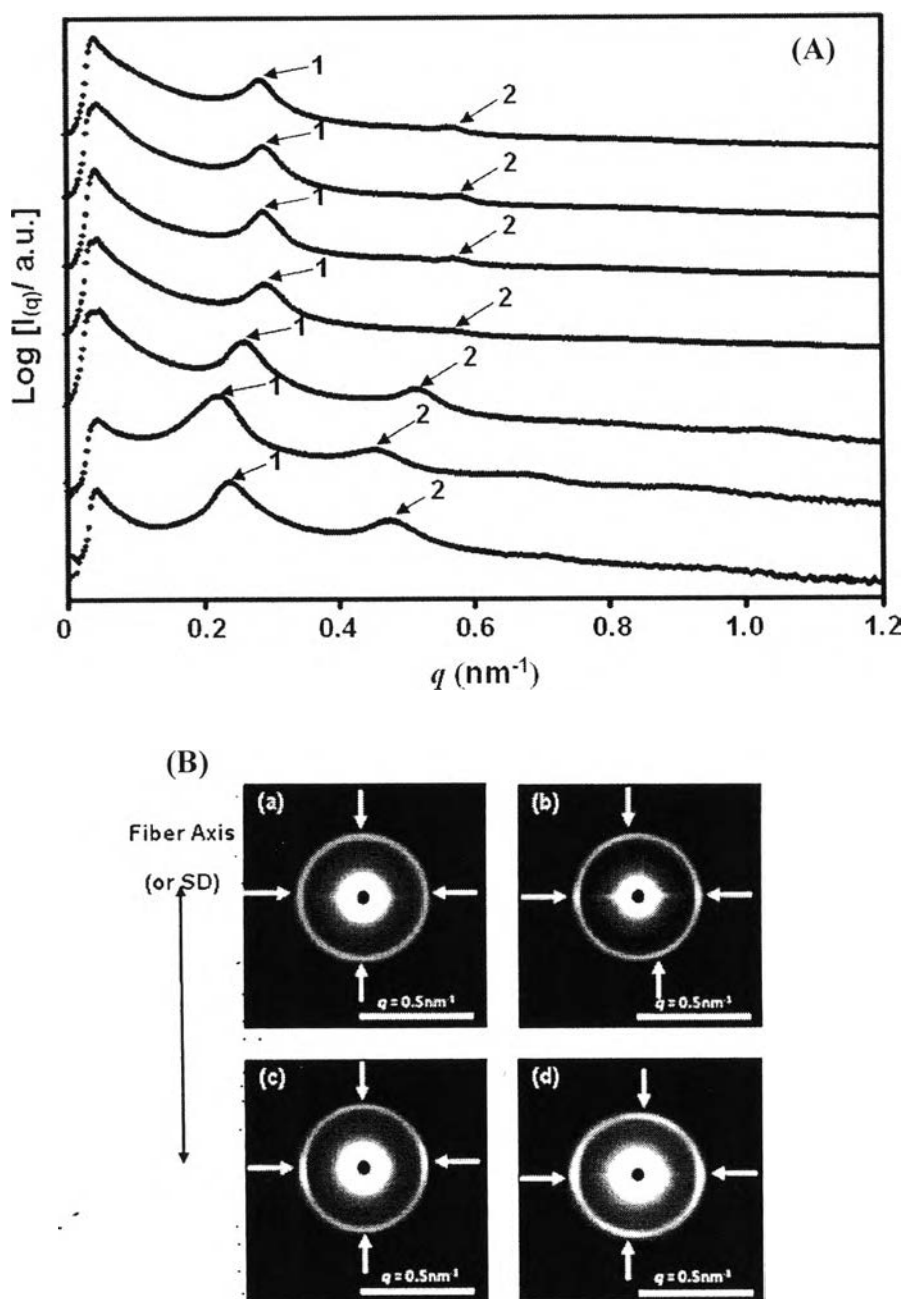 (A)
1
2
1
2
1
2
1
2
1
2
1
2
1
2
Log [I(q)/ a.u.]
0 0.2 0.4 0.6 0.8 1.0 1.2
q (nm-1)
(B)
Fiber Axis
(or SD)
(a)
q = 0.5nm-1
(b)
q = 0.5nm-1
(c)
q = 0.5nm-1
(d)
q = 0.5nm-1